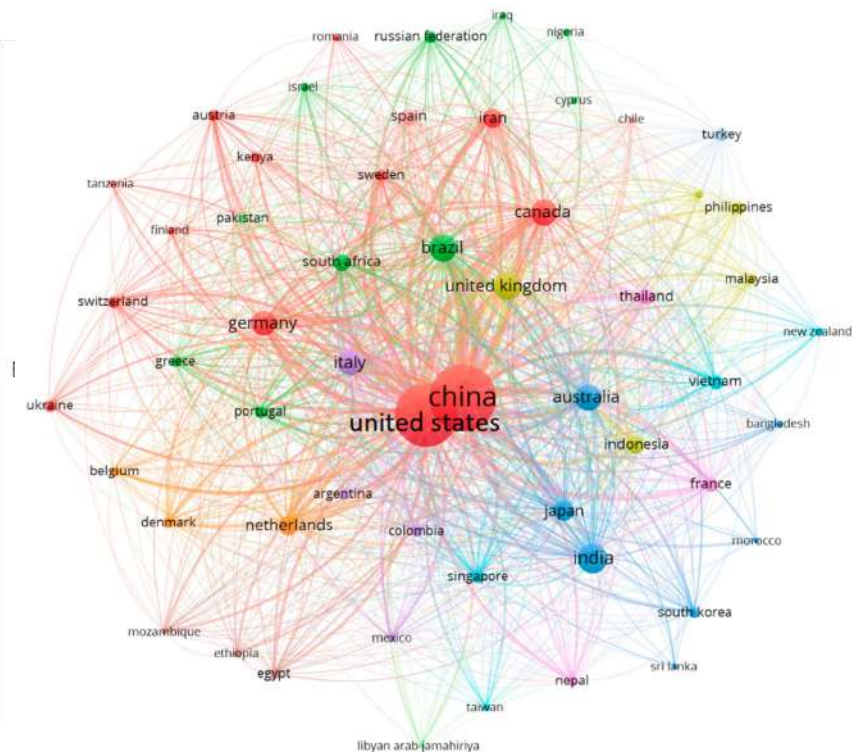 iraq
nigeria
romania
russian federation
israel
cyprus
austria
spain
iran
chile
turkey
kenya
sweden
tanzania
philippines
pakistan
canada
finland
brazil
south africa
united kingdom
malaysia
switzerland
thailand
germany
new zealand
greece
italy
vietnam
china
australia
ukraine
portugal
united states
bangladesh
indonesia
belgium
france
argentina
japan
denmark
netherlands
colombia
morocco
india
singapore
south korea
mozambique
mexico
ethiopia
sri lanka
egypt
nepal
taiwan
libyan arab jamahiriya